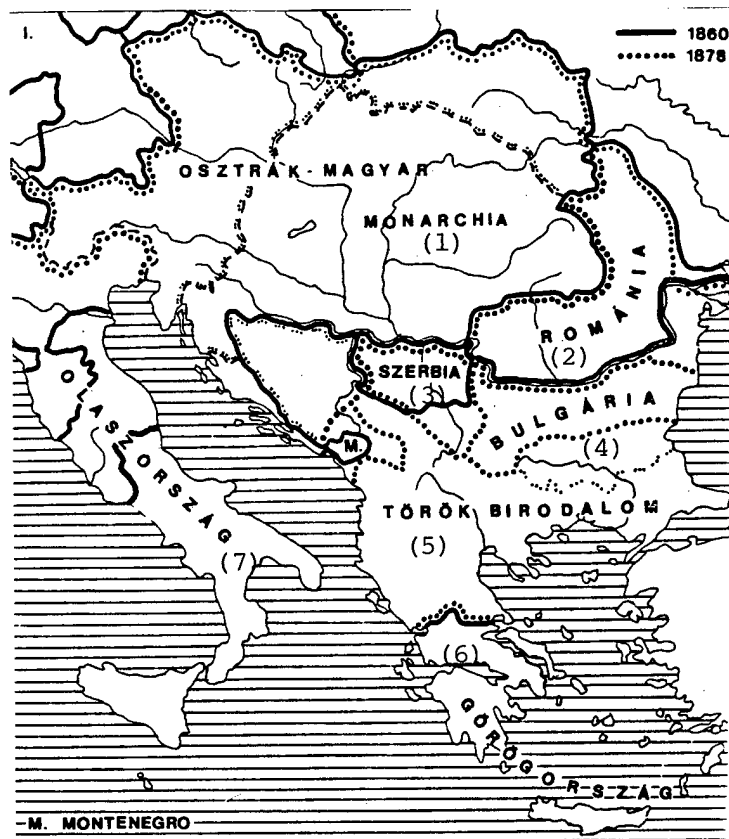 I.
1860
1878
OSZTRÁK-MAGYAR
MONARCHIA
(1)
ROMÁNIA
(2)
SZERBIA
(3)
OLASZORSZÁG
(7)
BULGÁRIA
(4)
M.
TÖRÖK BIRODALOM
(5)
(6)
GÖRÖGORSZÁG
M. MONTENEGRO